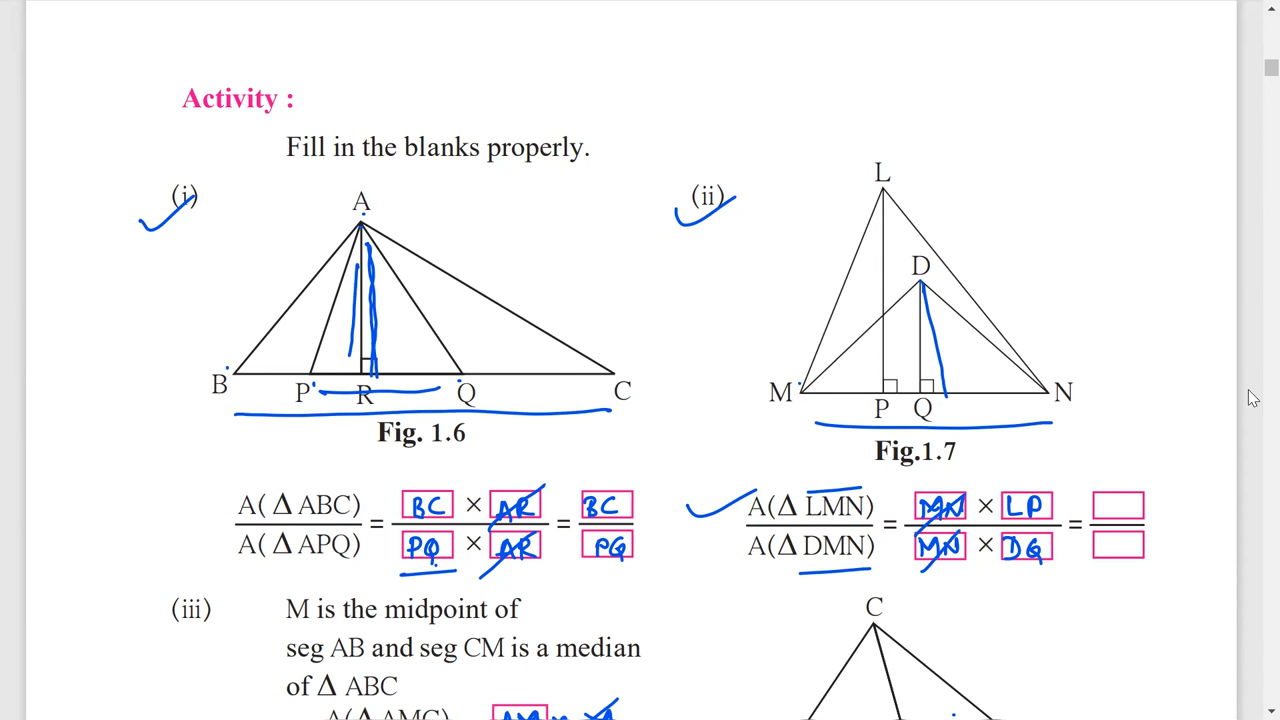 Activity :
Fill in the blanks properly.
(i)
A
B P R Q C
Fig. 1.6
A(Δ ABC) / A(Δ APQ) = BC × AR / PQ × AR = BC / PQ
(ii)
L
D
M P Q N
Fig.1.7
A(Δ LMN) / A(Δ DMN) = MN × LP / MN × DQ =
(iii) M is the midpoint of
seg AB and seg CM is a median
of Δ ABC
A(Δ AMC)
C